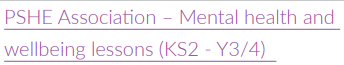 PSHE Association – Mental health and
wellbeing lessons (KS2 - Y3/4)